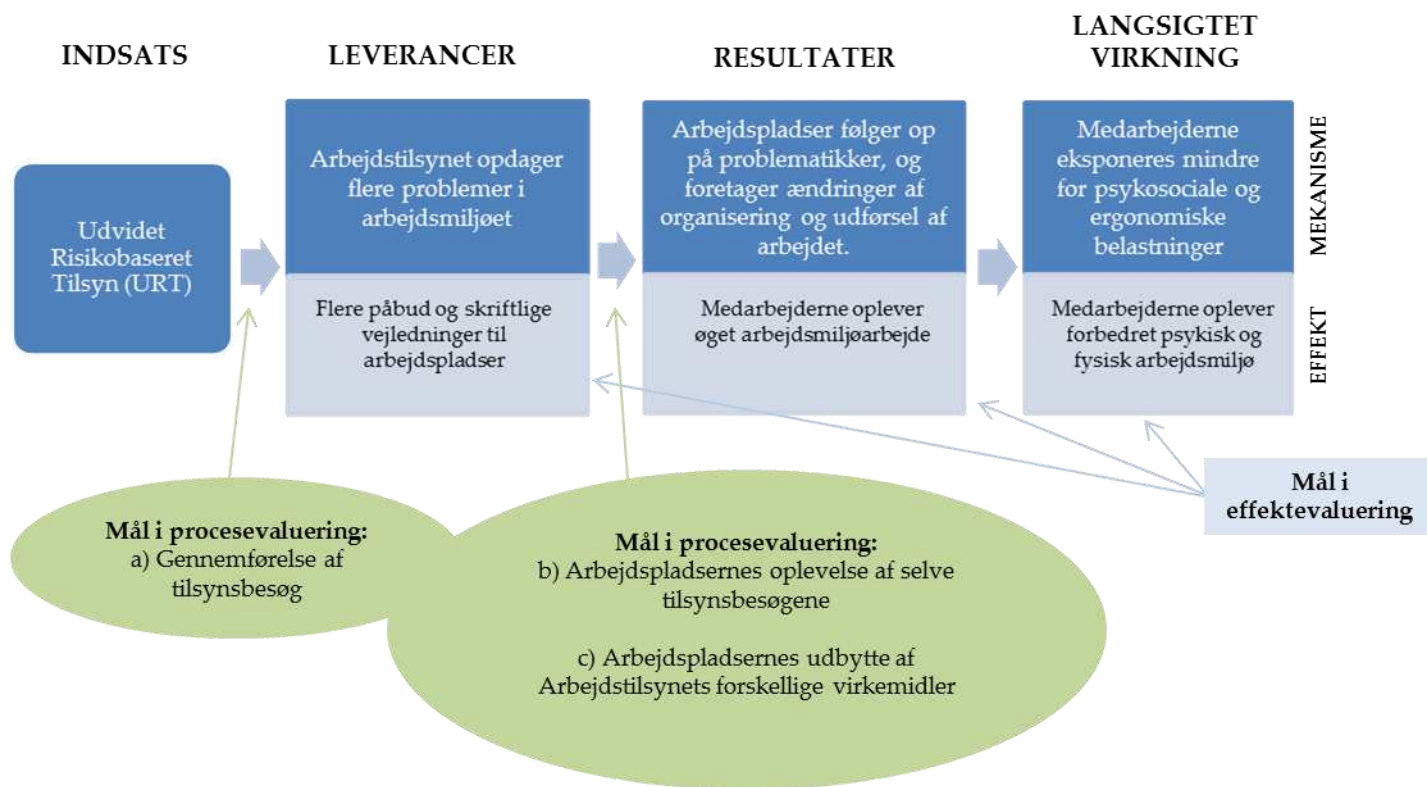 INDSATS
LEVERANCER
RESULTATER
LANGSIGTET
VIRKNING
Udvidet
Risikobaseret
Tilsyn (URT)
Arbejdstilsynet opdager
flere problemer i
arbejdsmiljøet
Flere påbud og skriftlige
vejledninger til
arbejdspladser
Arbejdspladser følger op
på problematikker, og
foretager ændringer af
organisering og udførsel af
arbejdet.
Medarbejderne oplever
øget arbejdsmiljøarbejde
Medarbejderne
eksponeres mindre
for psykosociale og
ergonomiske
belastninger
Medarbejderne oplever
forbedret psykisk og
fysisk arbejdsmiljø
MEKANISME
EFFEKT
Mål i
effektevaluering
Mål i procesevaluering:
a) Gennemførelse af
tilsynsbesøg
Mål i procesevaluering:
b) Arbejdspladsernes oplevelse af selve
tilsynsbesøgene
c) Arbejdspladsernes udbytte af
Arbejdstilsynets forskellige virkemidler